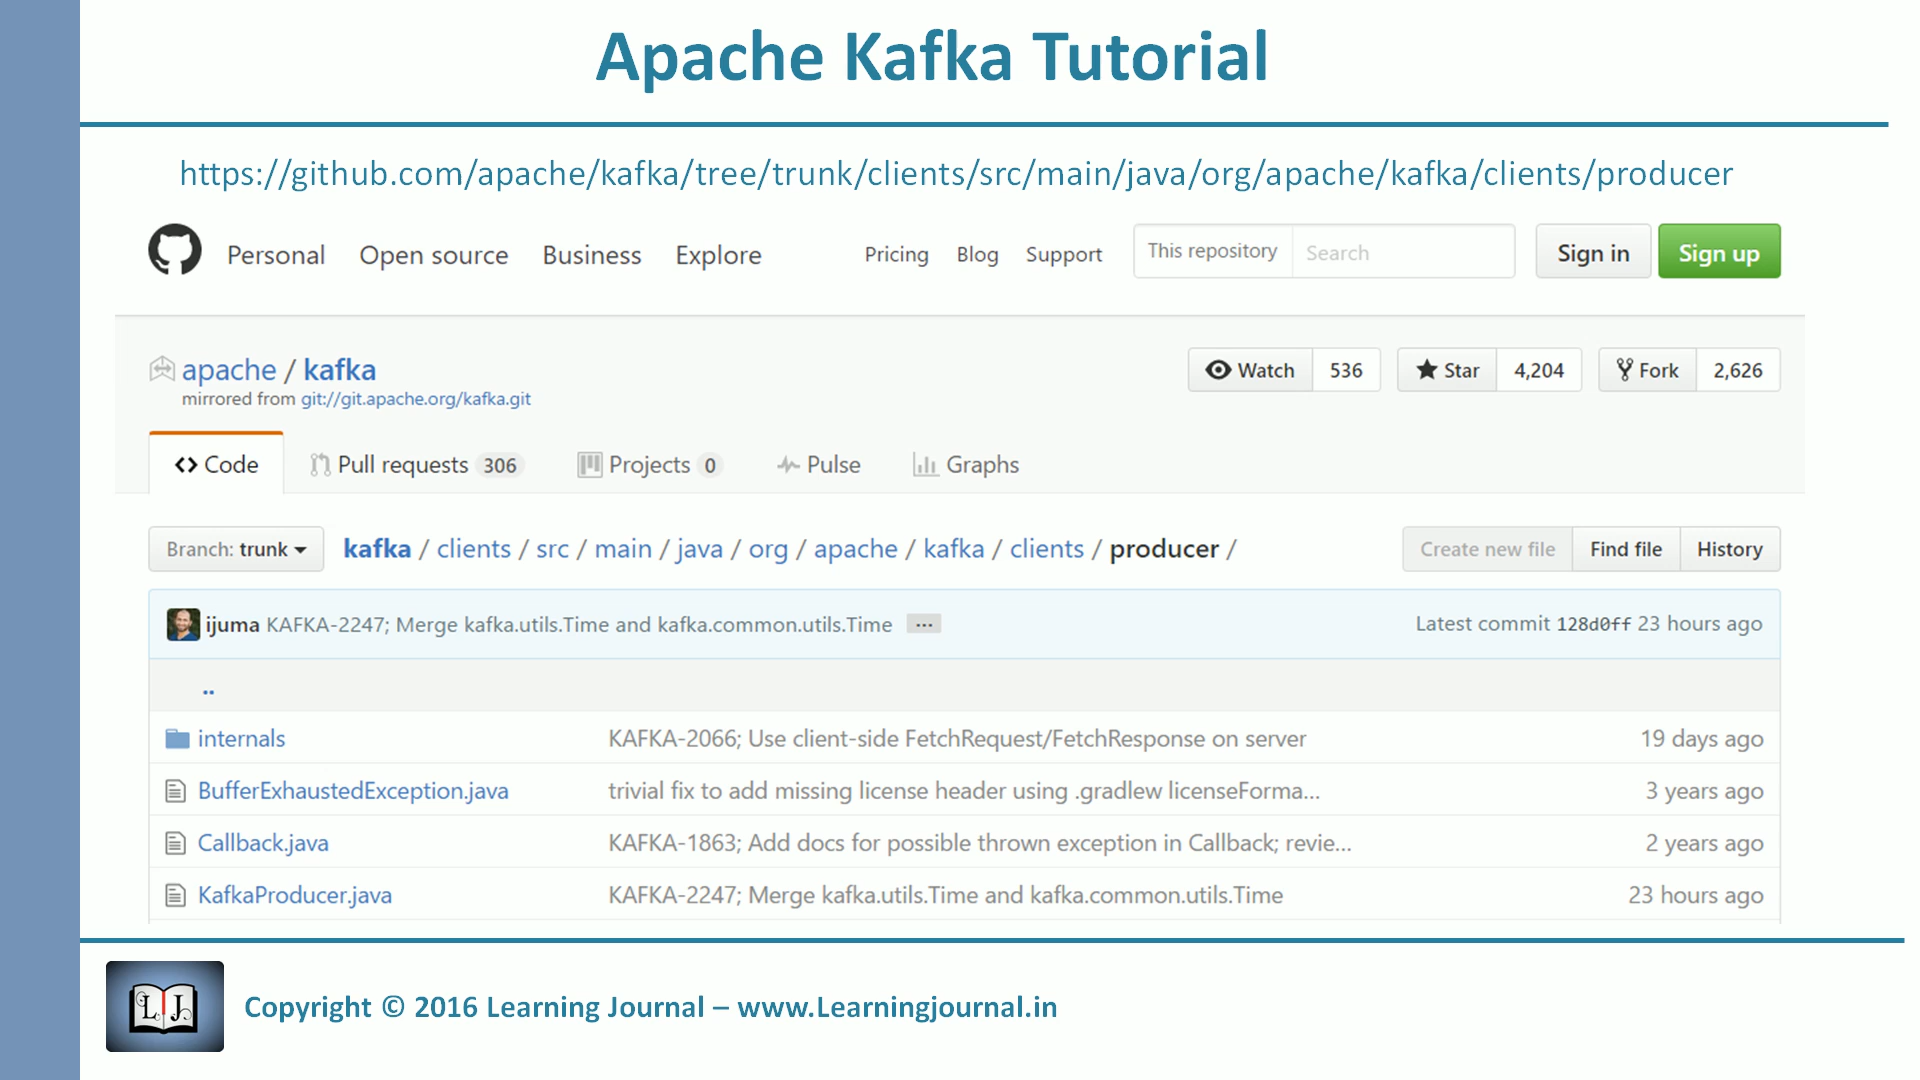 Apache Kafka Tutorial
https://github.com/apache/kafka/tree/trunk/clients/src/main/java/org/apache/kafka/clients/producer
Personal Open source Business Explore Pricing Blog Support This repository Search Sign in Sign up
apache / kafka Watch 536 Star 4,204 Fork 2,626
mirrored from git://git.apache.org/kafka.git
Code Pull requests 306 Projects 0 Pulse Graphs
Branch: trunk kafka / clients / src / main / java / org / apache / kafka / clients / producer / Create new file Find file History
ijuma KAFKA-2247; Merge kafka.utils.Time and kafka.common.utils.Time ... Latest commit 128d0ff 23 hours ago
..
internals KAFKA-2066; Use client-side FetchRequest/FetchResponse on server 19 days ago
BufferExhaustedException.java trivial fix to add missing license header using .gradlew licenseForma... 3 years ago
Callback.java KAFKA-1863; Add docs for possible thrown exception in Callback; revie... 2 years ago
KafkaProducer.java KAFKA-2247; Merge kafka.utils.Time and kafka.common.utils.Time 23 hours ago
LJ Copyright © 2016 Learning Journal – www.Learningjournal.in